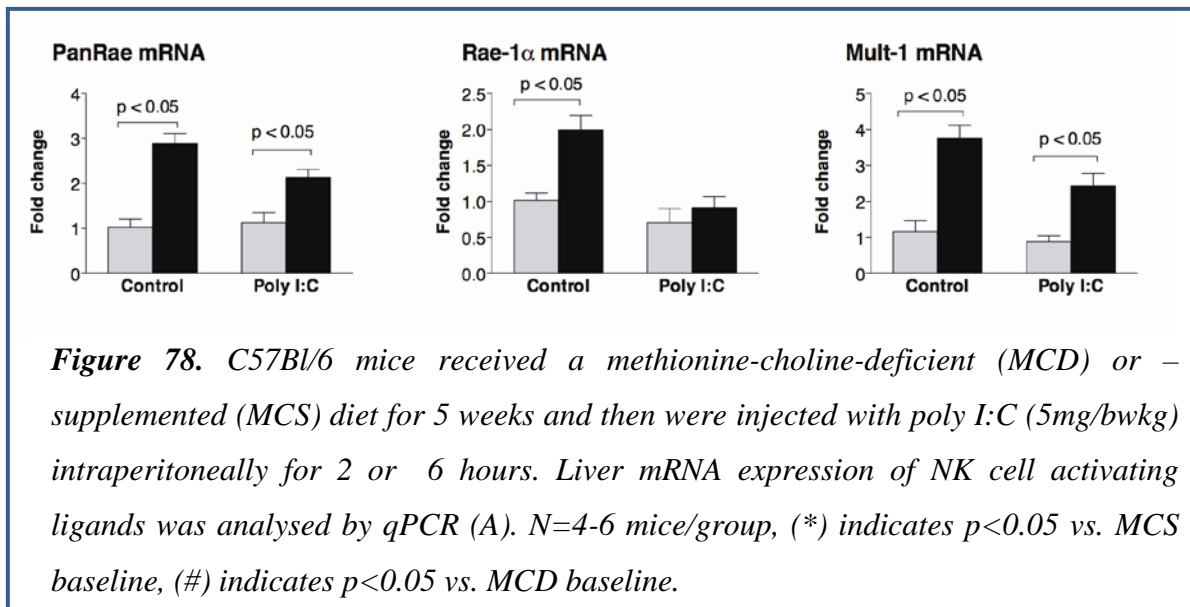 PanRae mRNA
Rae-1α mRNA
Mult-1 mRNA
Fold change
4
3
2
1
0
p < 0.05
p < 0.05
Control
Poly I:C
Fold change
2.5
2.0
1.5
1.0
0.5
0.0
p < 0.05
Control
Poly I:C
Fold change
5
4
3
2
1
0
p < 0.05
p < 0.05
Control
Poly I:C
Figure 78. C57Bl/6 mice received a methionine-choline-deficient (MCD) or –
supplemented (MCS) diet for 5 weeks and then were injected with poly I:C (5mg/bwkg)
intraperitoneally for 2 or 6 hours. Liver mRNA expression of NK cell activating
ligands was analysed by qPCR (A). N=4-6 mice/group, (*) indicates p<0.05 vs. MCS
baseline, (#) indicates p<0.05 vs. MCD baseline.